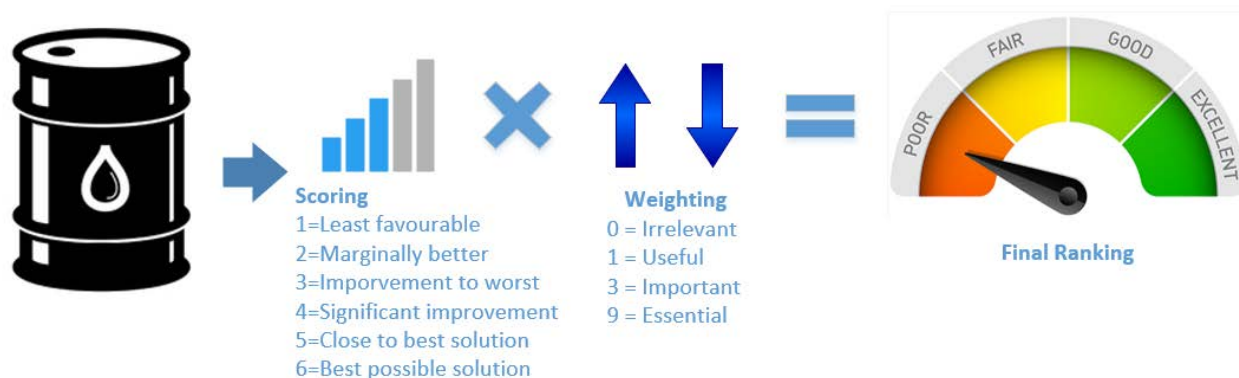 Scoring
1=Least favourable
2=Marginally better
3=Imporvement to worst
4=Significant improvement
5=Close to best solution
6=Best possible solution
Weighting
0 = Irrelevant
1 = Useful
3 = Important
9 = Essential
POOR
FAIR
GOOD
EXCELLENT
Final Ranking